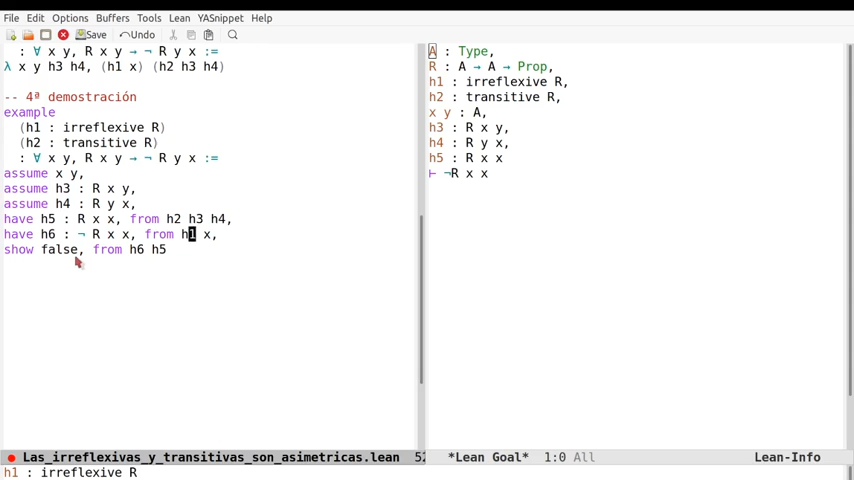 File Edit Options Buffers Tools Lean YASnippet Help
Save Undo
: ∀ x y, R x y → ¬ R y x :=
λ x y h3 h4, (h1 x) (h2 h3 h4)
-- 4ª demostración
example
(h1 : irreflexive R)
(h2 : transitive R)
: ∀ x y, R x y → ¬ R y x :=
assume x y,
assume h3 : R x y,
assume h4 : R y x,
have h5 : R x x, from h2 h3 h4,
have h6 : ¬ R x x, from h1 x,
show false, from h6 h5
A : Type,
R : A → A → Prop,
h1 : irreflexive R,
h2 : transitive R,
x y : A,
h3 : R x y,
h4 : R y x,
h5 : R x x
⊢ ¬R x x
Las_irreflexivas_y_transitivas_son_asimetricas.lean 52
*Lean Goal* 1:0 All Lean-Info
h1 : irreflexive R